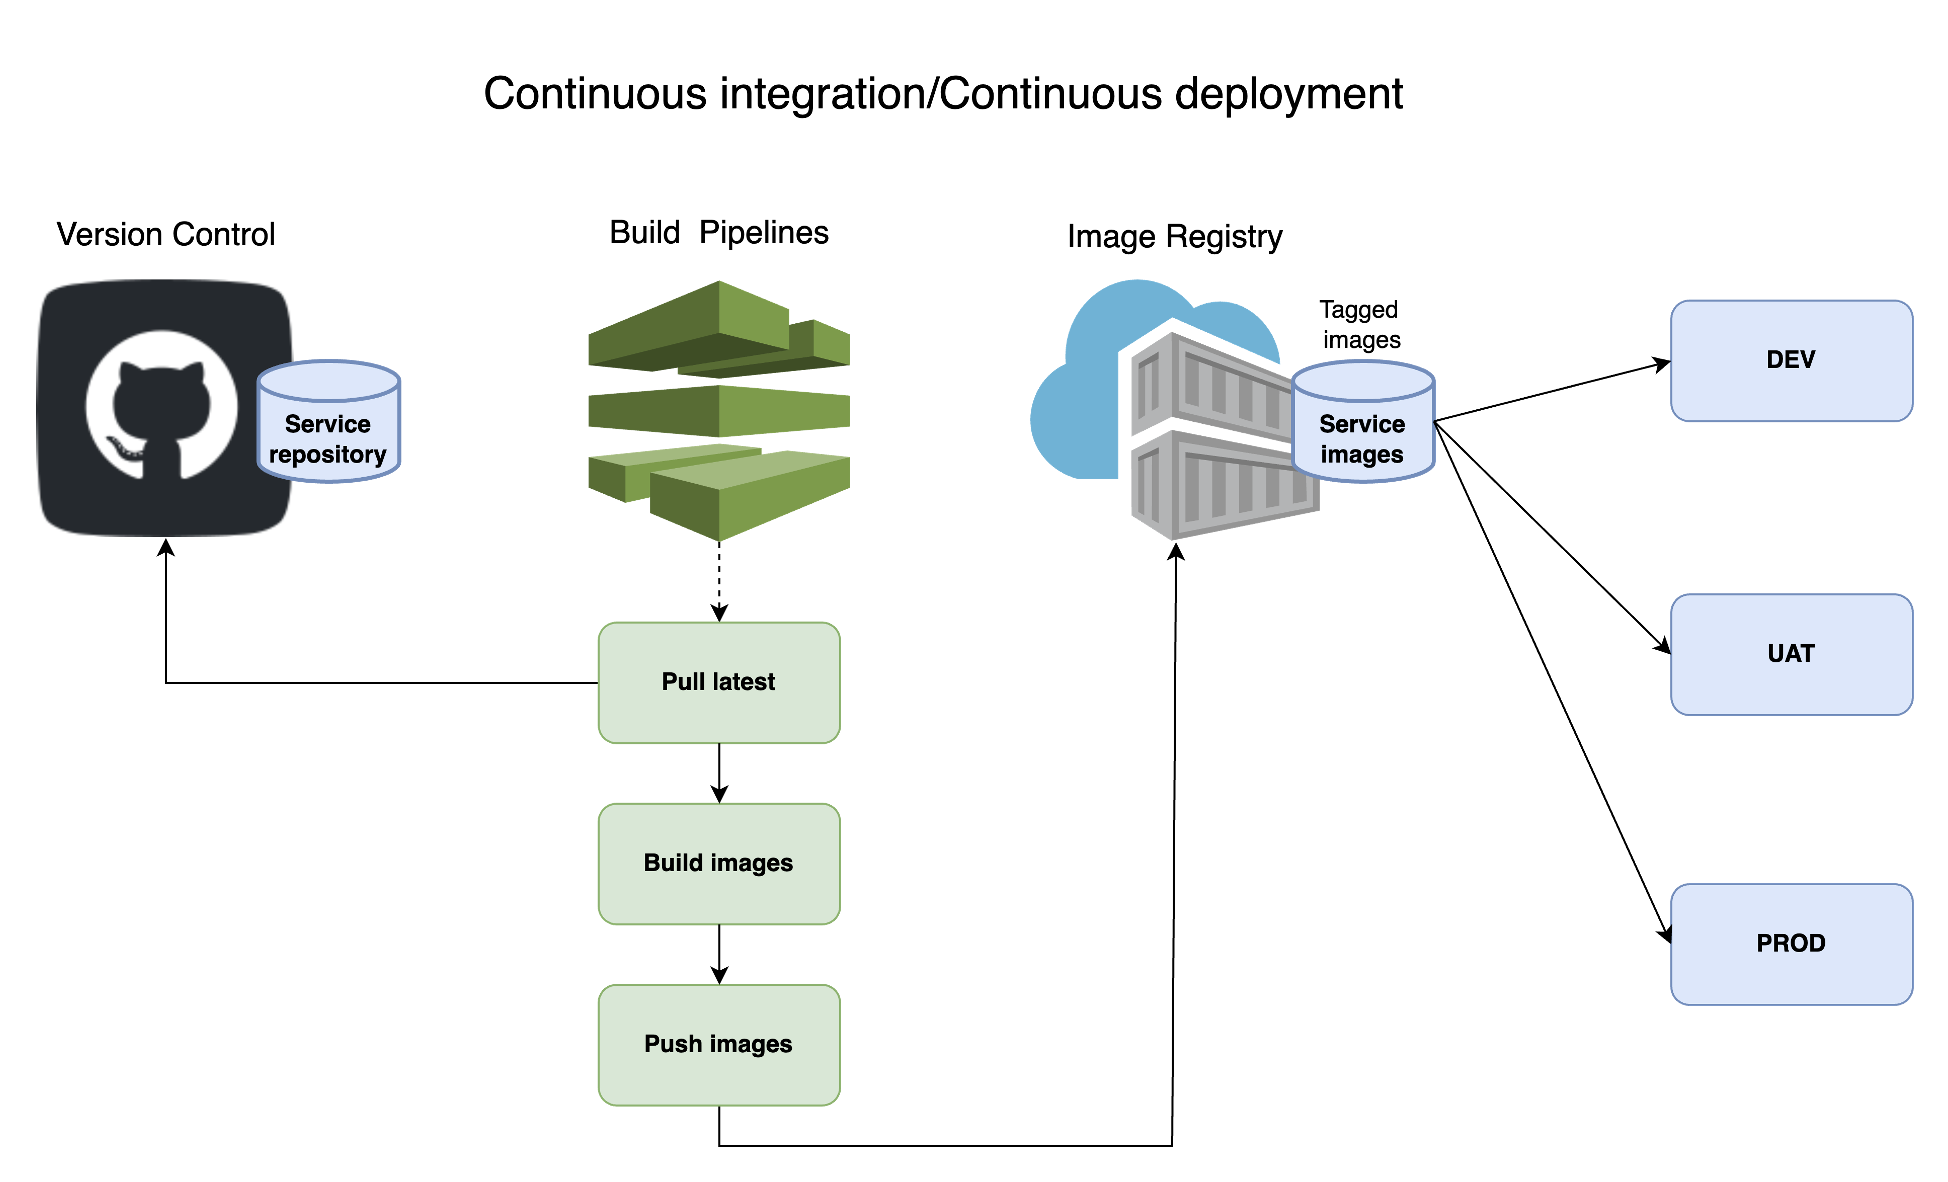 Continuous integration/Continuous deployment
Version Control
Build Pipelines
Image Registry
Service
repository
Tagged
images
Service
images
DEV
UAT
PROD
Pull latest
Build images
Push images